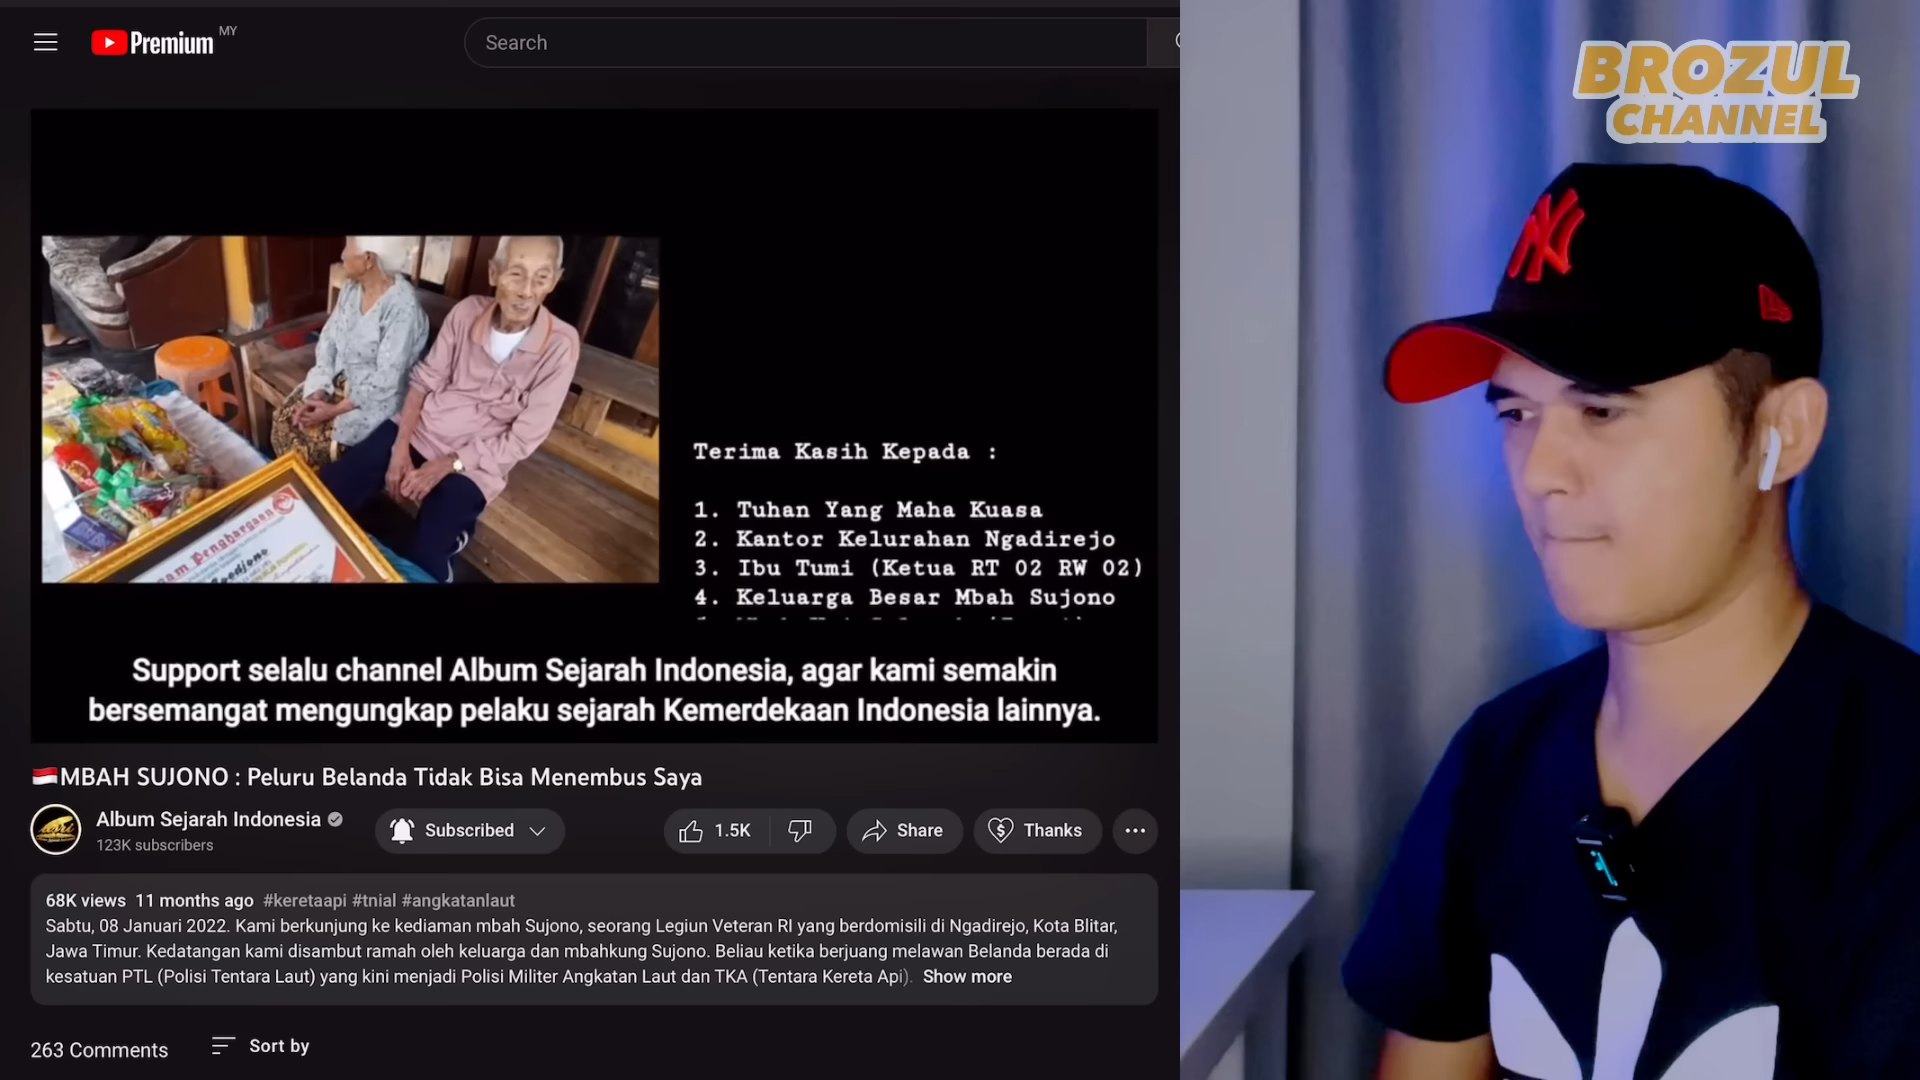 Premium MY
Search
BROZUL
CHANNEL
NY
Penghargaan
Terima Kasih Kepada :
1. Tuhan Yang Maha Kuasa
2. Kantor Kelurahan Ngadirejo
3. Ibu Tumi (Ketua RT 02 RW 02)
4. Keluarga Besar Mbah Sujono
Support selalu channel Album Sejarah Indonesia, agar kami semakin
bersemangat mengungkap pelaku sejarah Kemerdekaan Indonesia lainnya.
🇮🇩MBAH SUJONO : Peluru Belanda Tidak Bisa Menembus Saya
Album Sejarah Indonesia
123K subscribers
Subscribed
1.5K
Share
Thanks
68K views 11 months ago #keretaapi #tnial #angkatanlaut
Sabtu, 08 Januari 2022. Kami berkunjung ke kediaman mbah Sujono, seorang Legiun Veteran RI yang berdomisili di Ngadirejo, Kota Blitar,
Jawa Timur. Kedatangan kami disambut ramah oleh keluarga dan mbahkung Sujono. Beliau ketika berjuang melawan Belanda berada di
kesatuan PTL (Polisi Tentara Laut) yang kini menjadi Polisi Militer Angkatan Laut dan TKA (Tentara Kereta Api). Show more
263 Comments
Sort by